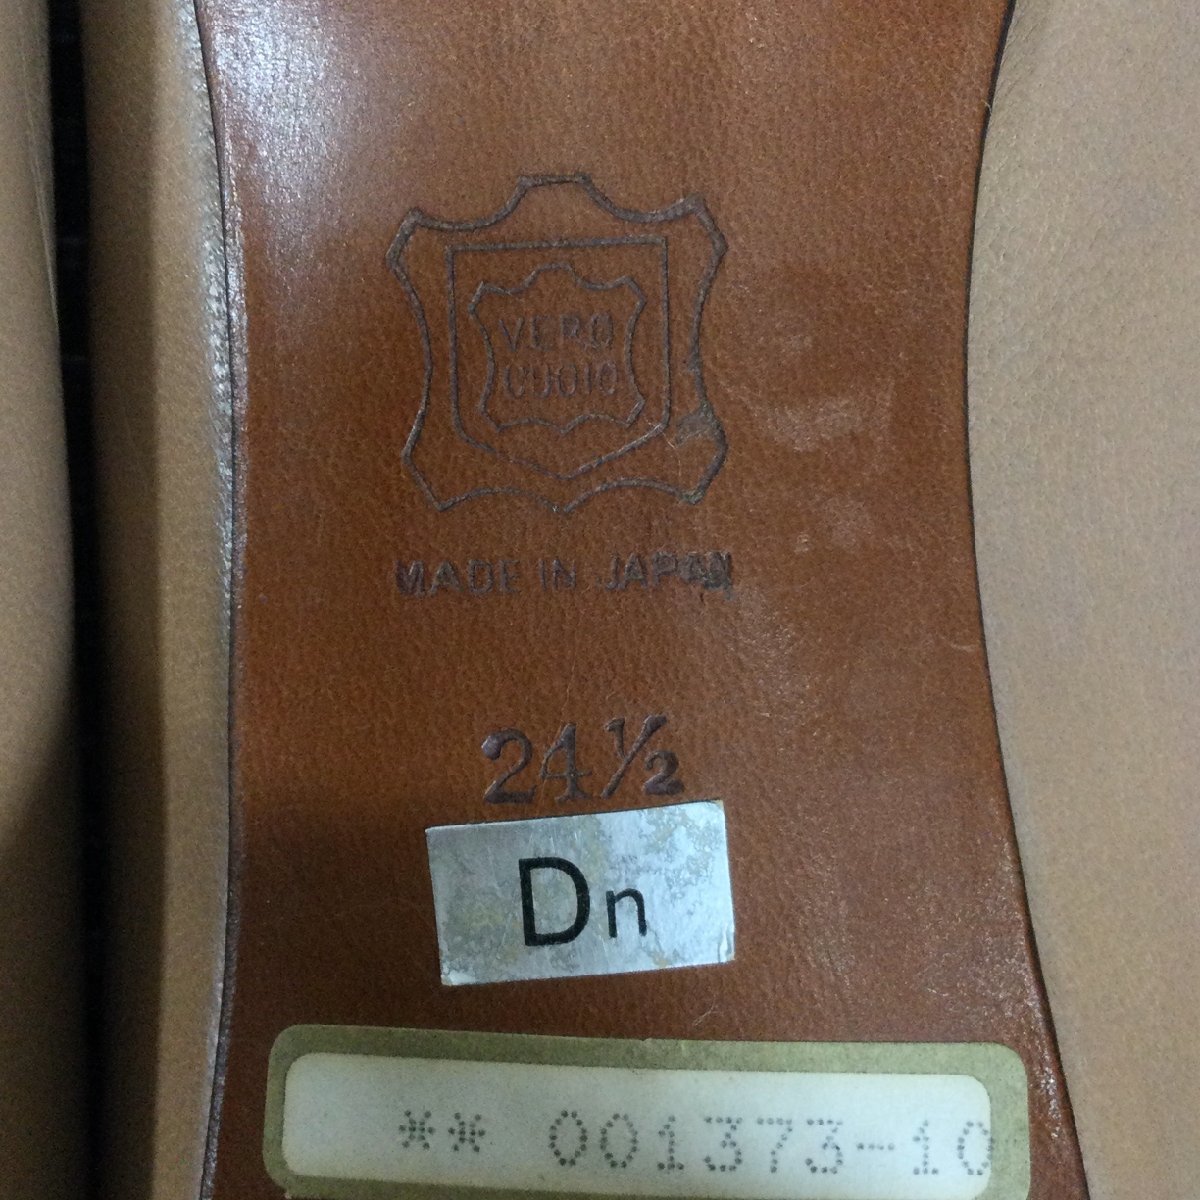 VERO
CUOIO
MADE IN JAPAN
24½
Dn
** 001373-10